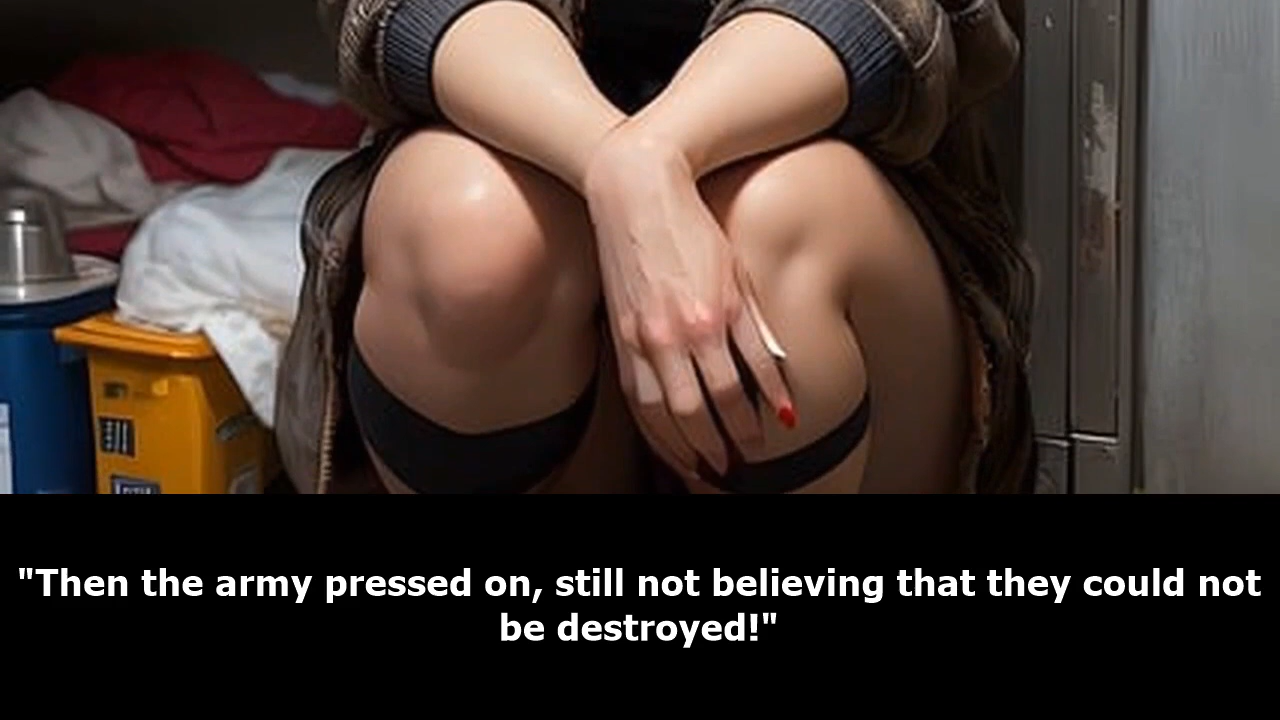 "Then the army pressed on, still not believing that they could not
be destroyed!"